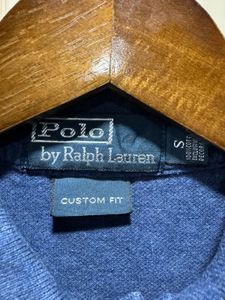 Polo
by Ralph Lauren
S
CUSTOM FIT